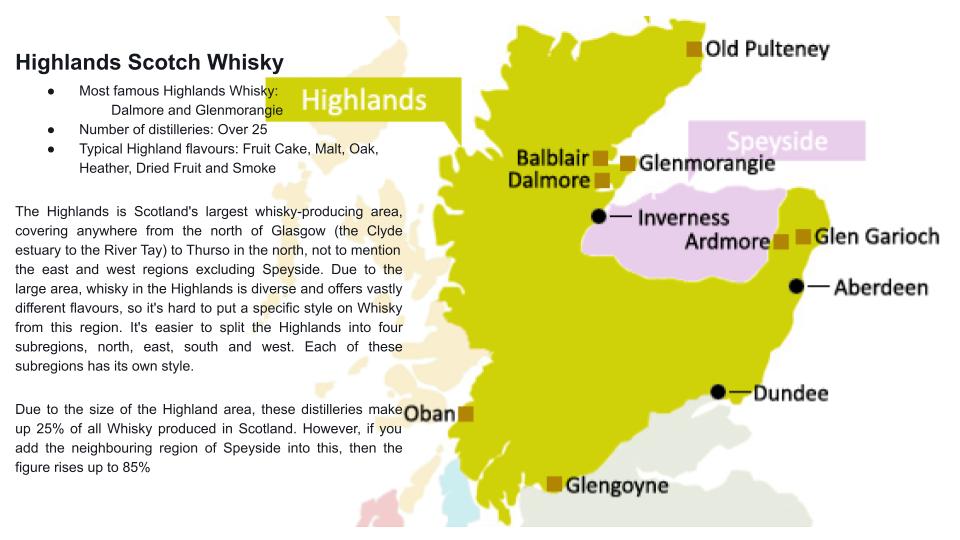 Highlands Scotch Whisky
● Most famous Highlands Whisky:
Dalmore and Glenmorangie
● Number of distilleries: Over 25
● Typical Highland flavours: Fruit Cake, Malt, Oak,
Heather, Dried Fruit and Smoke
The Highlands is Scotland's largest whisky-producing area,
covering anywhere from the north of Glasgow (the Clyde
estuary to the River Tay) to Thurso in the north, not to mention
the east and west regions excluding Speyside. Due to the
large area, whisky in the Highlands is diverse and offers vastly
different flavours, so it's hard to put a specific style on Whisky
from this region. It's easier to split the Highlands into four
subregions, north, east, south and west. Each of these
subregions has its own style.
Due to the size of the Highland area, these distilleries make
up 25% of all Whisky produced in Scotland. However, if you
add the neighbouring region of Speyside into this, then the
figure rises up to 85%
Highlands
Old Pulteney
Speyside
Balblair
Glenmorangie
Dalmore
Inverness
Ardmore
Glen Garioch
Aberdeen
Dundee
Oban
Glengoyne